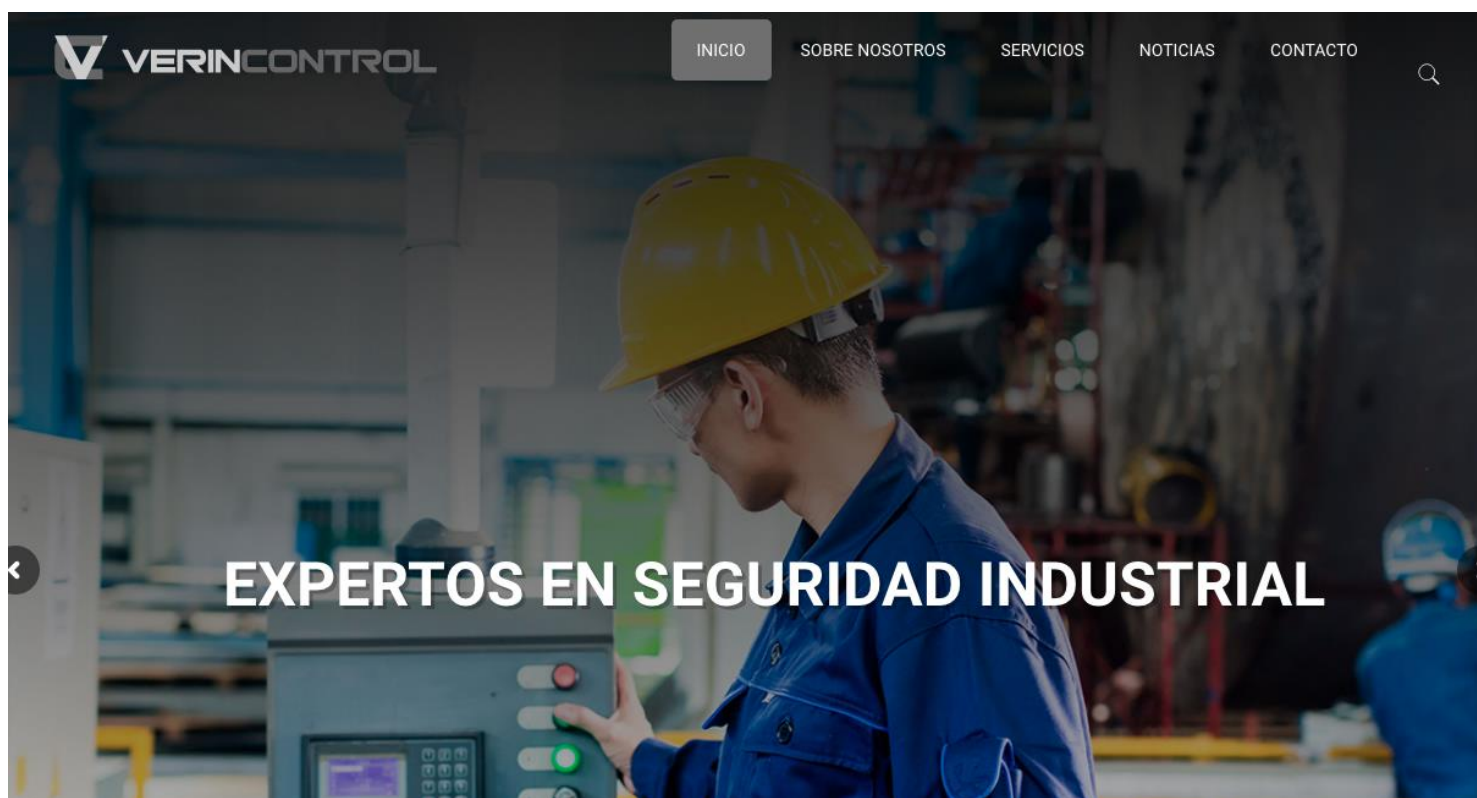 VERINCONTROL
INICIO SOBRE NOSOTROS SERVICIOS NOTICIAS CONTACTO
EXPERTOS EN SEGURIDAD INDUSTRIAL